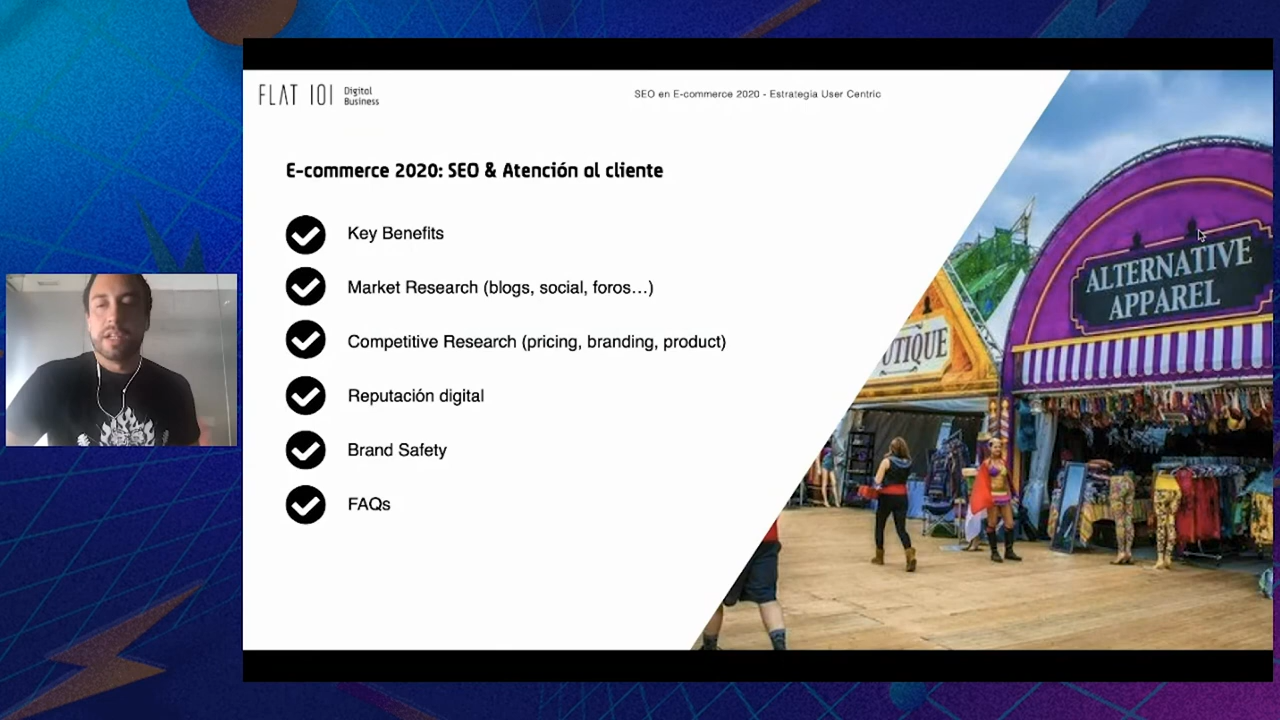 FLAT 101 Digital Business
SEO en E-commerce 2020 - Estrategia User Centric
E-commerce 2020: SEO & Atención al cliente
Key Benefits
Market Research (blogs, social, foros...)
Competitive Research (pricing, branding, product)
Reputación digital
Brand Safety
FAQs
UTIQUE
ALTERNATIVE
APPAREL